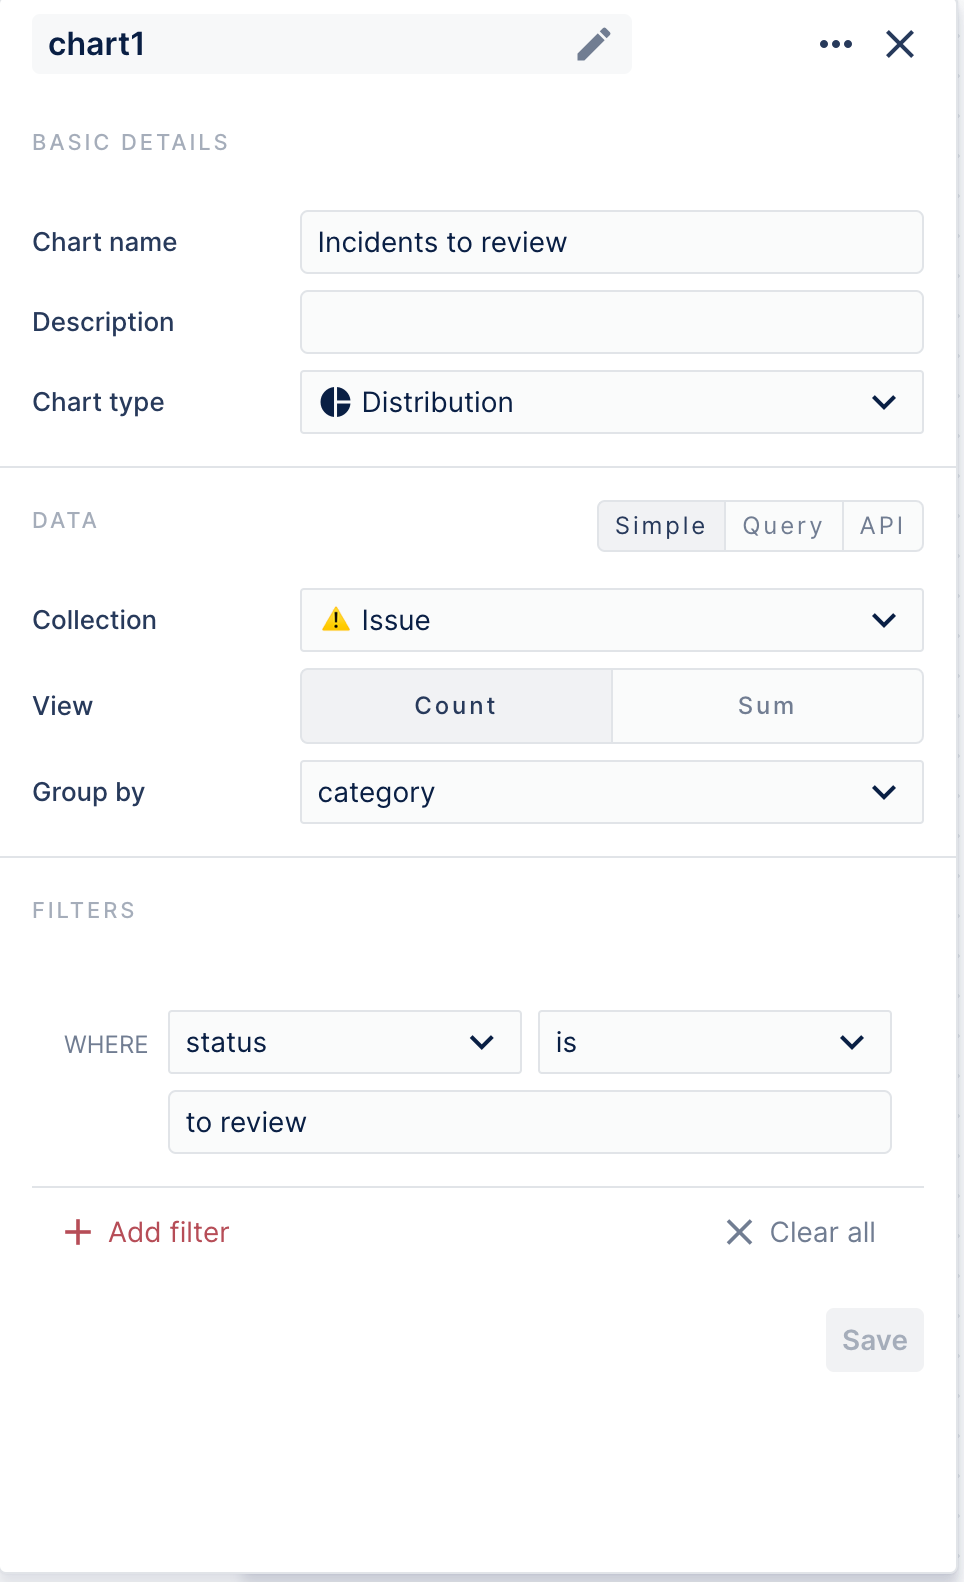 chart1
BASIC DETAILS
Chart name
Incidents to review
Description
Chart type
Distribution
DATA
Simple
Query
API
Collection
Issue
View
Count
Sum
Group by
category
FILTERS
WHERE
status
is
to review
Add filter
Clear all
Save